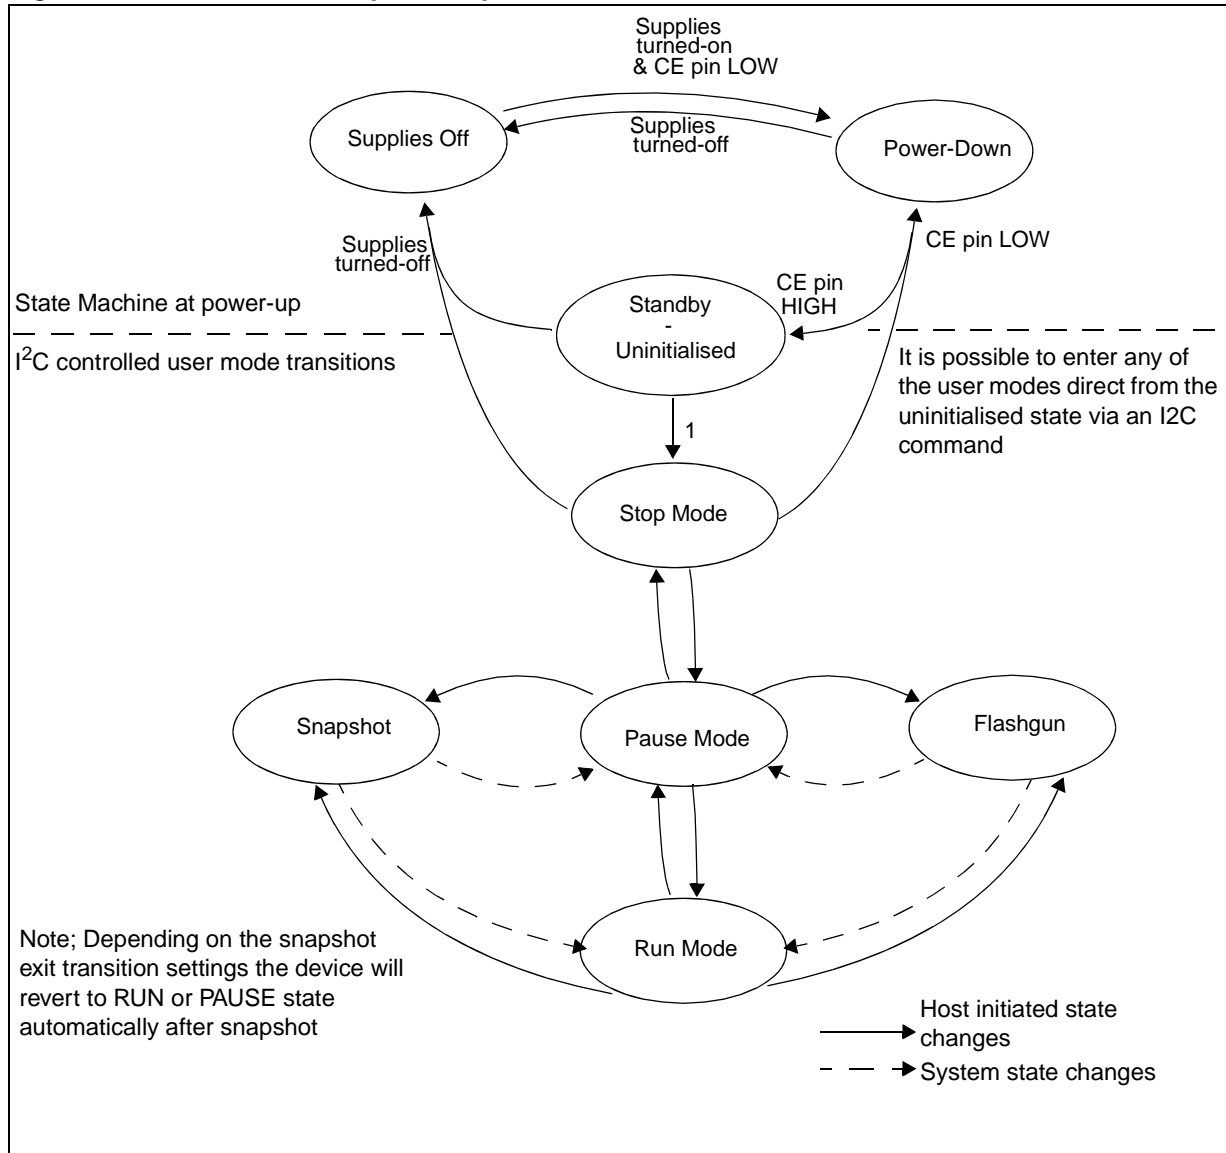 Supplies
turned-on
& CE pin LOW
Supplies Off
Supplies
turned-off
Power-Down
Supplies
turned-off
CE pin LOW
State Machine at power-up
Standby
-
Uninitialised
CE pin
HIGH
I²C controlled user mode transitions
It is possible to enter any of
the user modes direct from the
uninitialised state via an I2C
command
1
Stop Mode
Snapshot
Pause Mode
Flashgun
Run Mode
Note; Depending on the snapshot
exit transition settings the device will
revert to RUN or PAUSE state
automatically after snapshot
Host initiated state
changes
System state changes